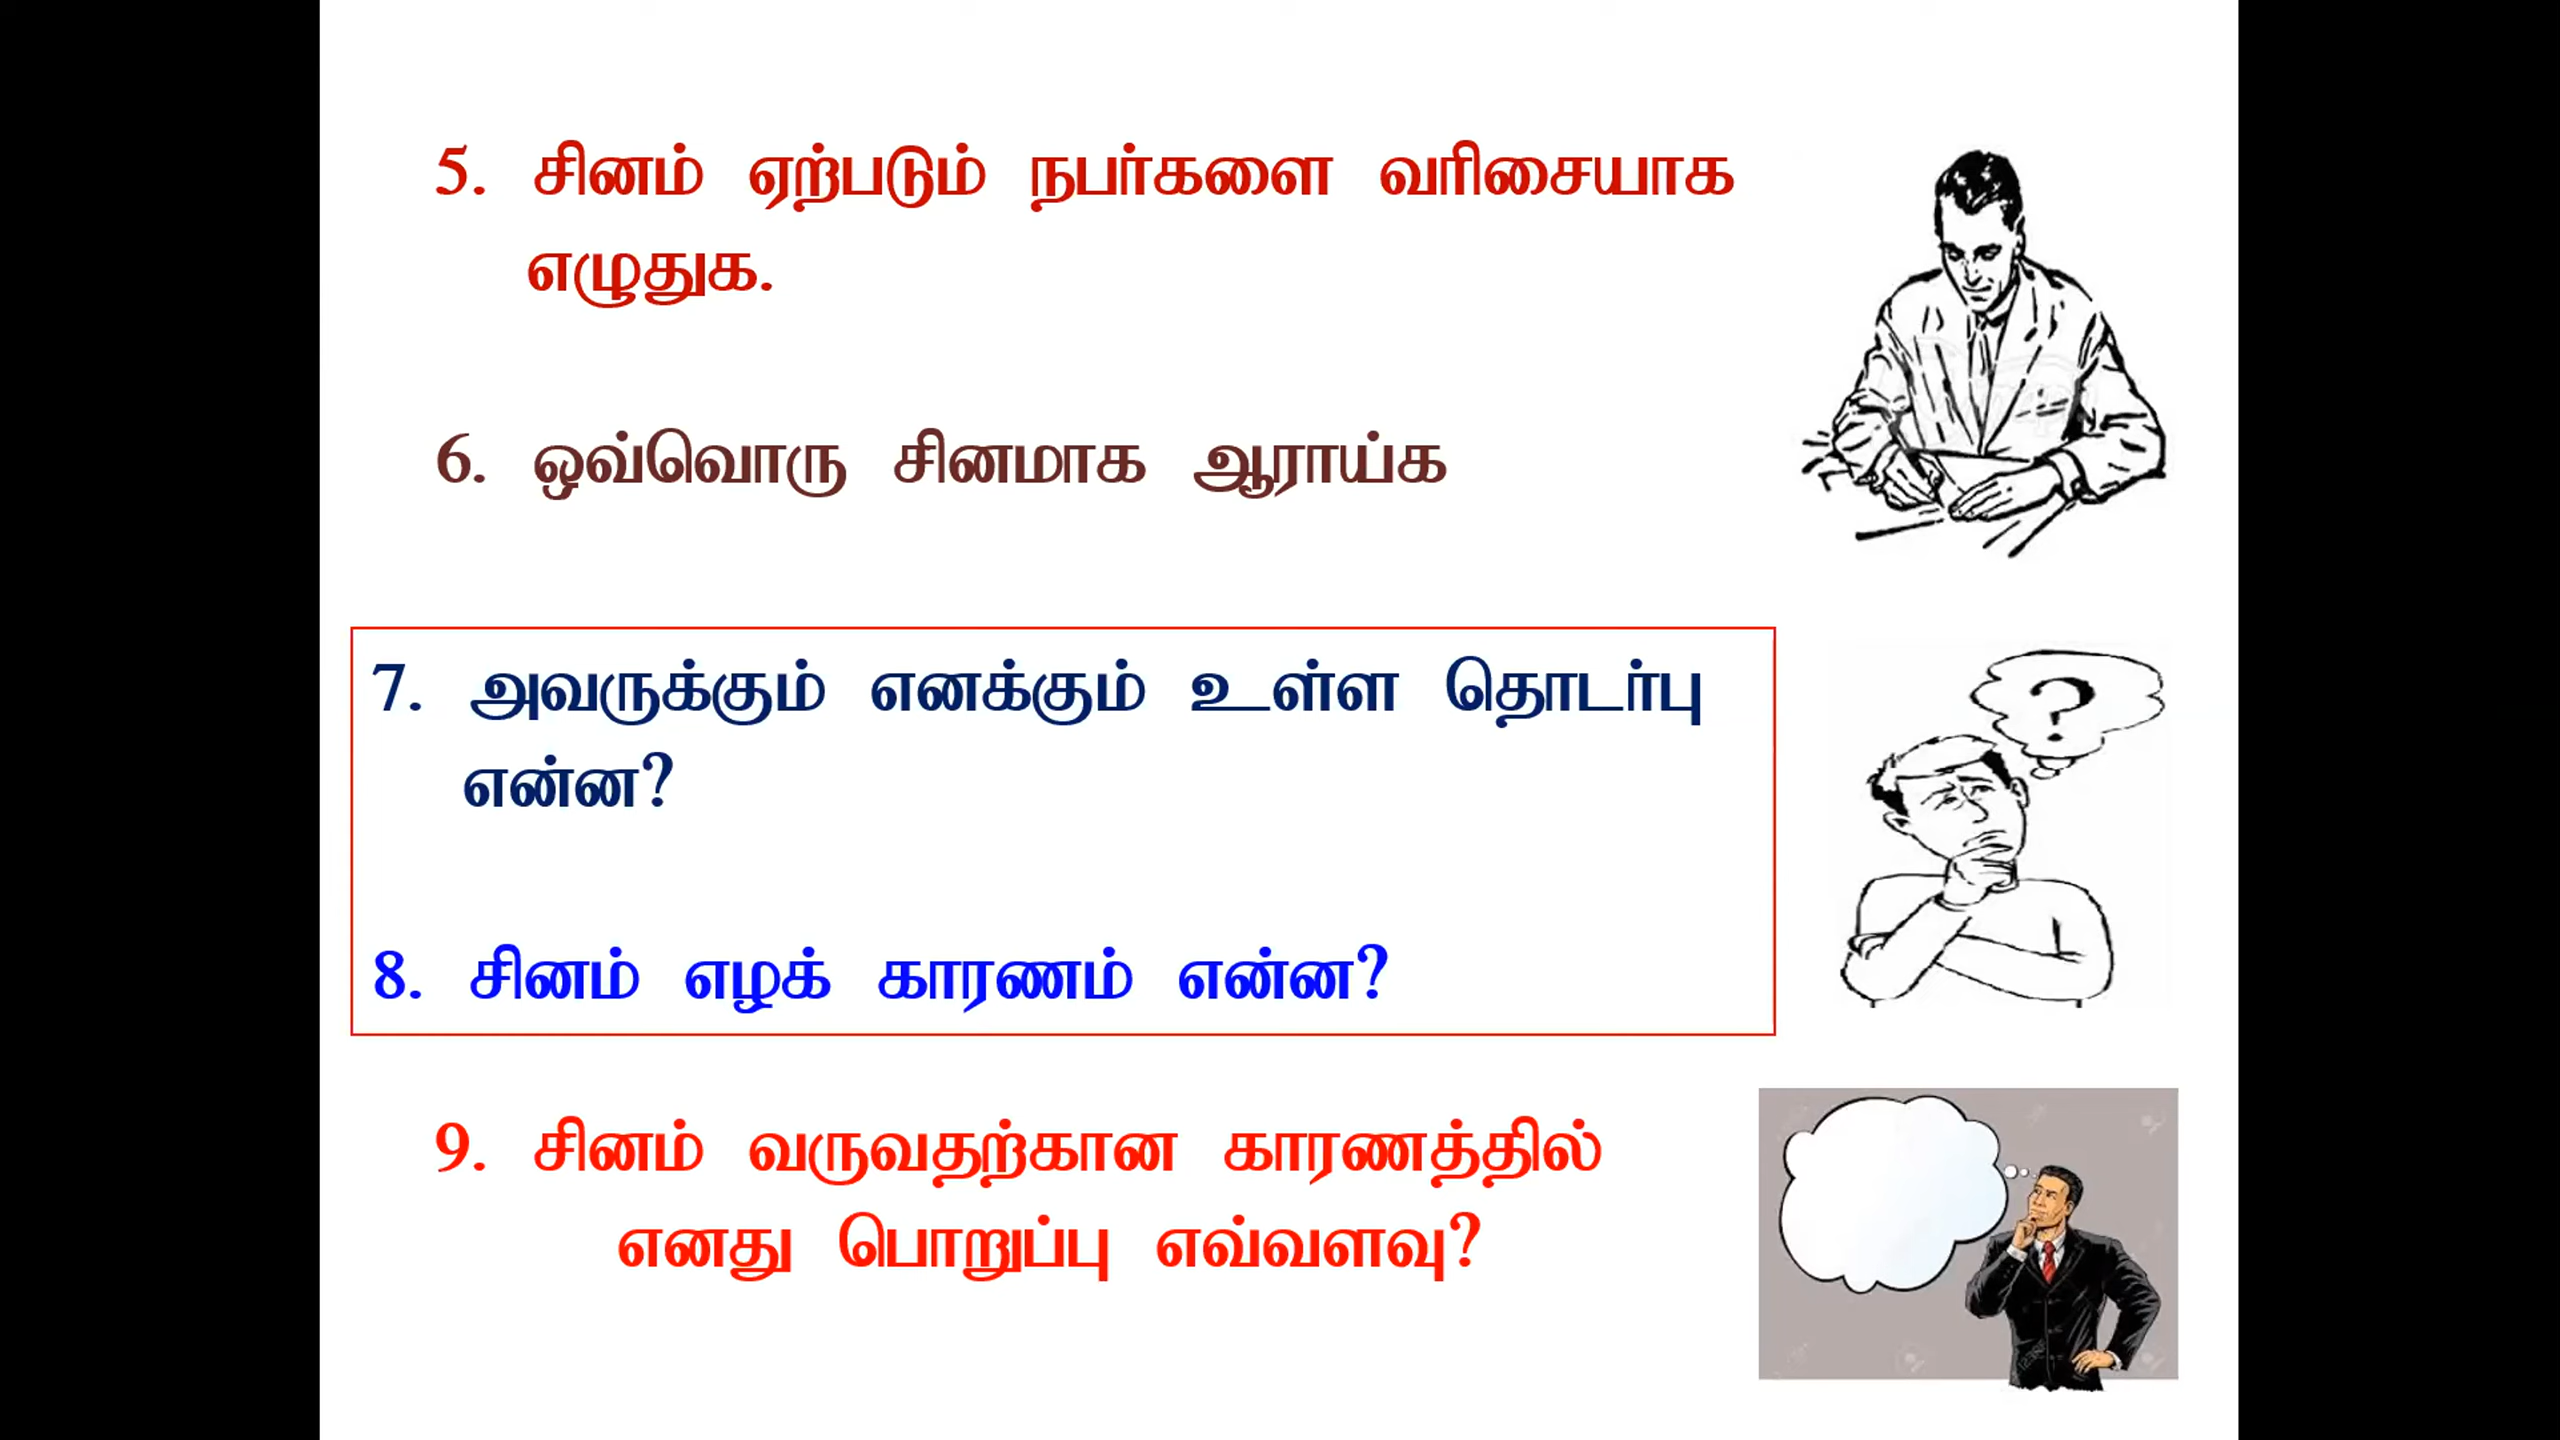 5. சினம் ஏற்படும் நபர்களை வரிசையாக
எழுதுக.
6. ஒவ்வொரு சினமாக ஆராய்க
7. அவருக்கும் எனக்கும் உள்ள தொடர்பு
என்ன?
8. சினம் எழக் காரணம் என்ன?
9. சினம் வருவதற்கான காரணத்தில்
எனது பொறுப்பு எவ்வளவு?
?